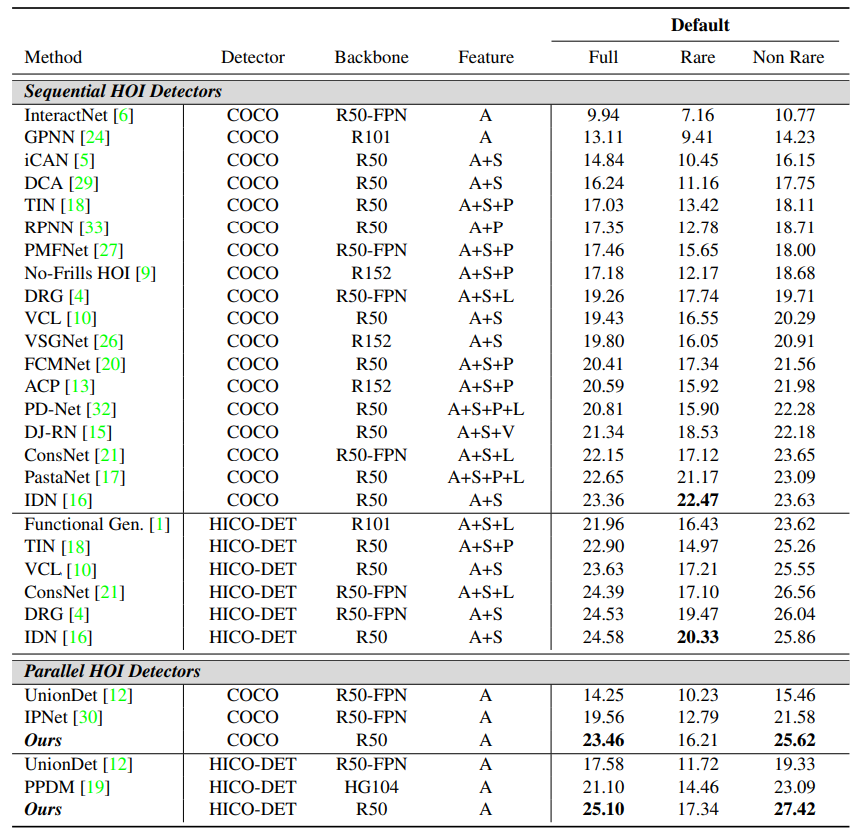 Default
Method Detector Backbone Feature Full Rare Non Rare
Sequential HOI Detectors
InteractNet [6] COCO R50-FPN A 9.94 7.16 10.77
GPNN [24] COCO R101 A 13.11 9.41 14.23
iCAN [5] COCO R50 A+S 14.84 10.45 16.15
DCA [29] COCO R50 A+S 16.24 11.16 17.75
TIN [18] COCO R50 A+S+P 17.03 13.42 18.11
RPNN [33] COCO R50 A+P 17.35 12.78 18.71
PMFNet [27] COCO R50-FPN A+S+P 17.46 15.65 18.00
No-Frills HOI [9] COCO R152 A+S+P 17.18 12.17 18.68
DRG [4] COCO R50-FPN A+S+L 19.26 17.74 19.71
VCL [10] COCO R50 A+S 19.43 16.55 20.29
VSGNet [26] COCO R152 A+S 19.80 16.05 20.91
FCMNet [20] COCO R50 A+S+P 20.41 17.34 21.56
ACP [13] COCO R152 A+S+P 20.59 15.92 21.98
PD-Net [32] COCO R50 A+S+P+L 20.81 15.90 22.28
DJ-RN [15] COCO R50 A+S+V 21.34 18.53 22.18
ConsNet [21] COCO R50-FPN A+S+L 22.15 17.12 23.65
PastaNet [17] COCO R50 A+S+P+L 22.65 21.17 23.09
IDN [16] COCO R50 A+S 23.36 22.47 23.63
Functional Gen. [1] HICO-DET R101 A+S+L 21.96 16.43 23.62
TIN [18] HICO-DET R50 A+S+P 22.90 14.97 25.26
VCL [10] HICO-DET R50 A+S 23.63 17.21 25.55
ConsNet [21] HICO-DET R50-FPN A+S+L 24.39 17.10 26.56
DRG [4] HICO-DET R50-FPN A+S 24.53 19.47 26.04
IDN [16] HICO-DET R50 A+S 24.58 20.33 25.86
Parallel HOI Detectors
UnionDet [12] COCO R50-FPN A 14.25 10.23 15.46
IPNet [30] COCO R50-FPN A 19.56 12.79 21.58
Ours COCO R50 A 23.46 16.21 25.62
UnionDet [12] HICO-DET R50-FPN A 17.58 11.72 19.33
PPDM [19] HICO-DET HG104 A 21.10 14.46 23.09
Ours HICO-DET R50 A 25.10 17.34 27.42